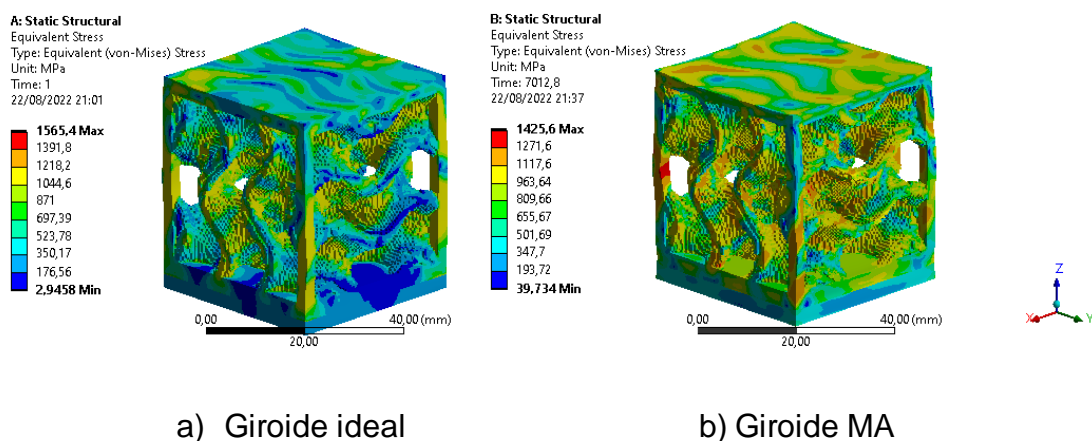 A: Static Structural
Equivalent Stress
Type: Equivalent (von-Mises) Stress
Unit: MPa
Time: 1
22/08/2022 21:01
1565,4 Max
1391,8
1218,2
1044,6
871
697,39
523,78
350,17
176,56
2,9458 Min
0,00
40,00 (mm)
20,00
B: Static Structural
Equivalent Stress
Type: Equivalent (von-Mises) Stress
Unit: MPa
Time: 7012,8
22/08/2022 21:37
1425,6 Max
1271,6
1117,6
963,64
809,66
655,67
501,69
347,7
193,72
39,734 Min
0,00
40,00 (mm)
20,00
Z
X
Y
a) Giroide ideal
b) Giroide MA